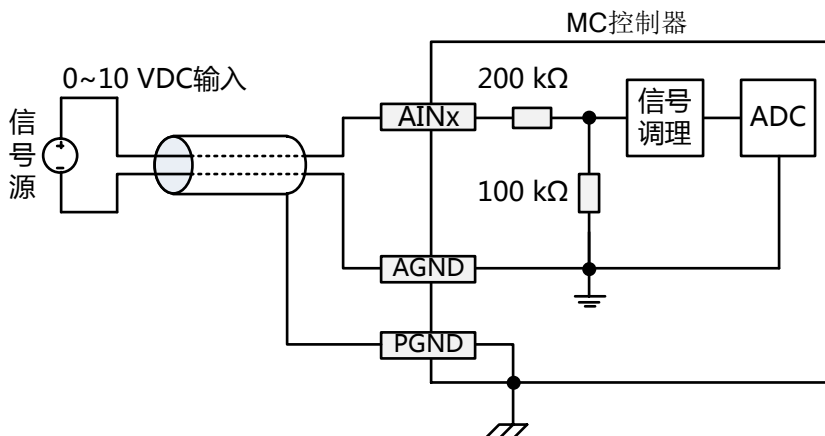 MC控制器
0~10 VDC输入
200 kΩ
AINx
信号调理
ADC
信号源
+
-
100 kΩ
AGND
PGND